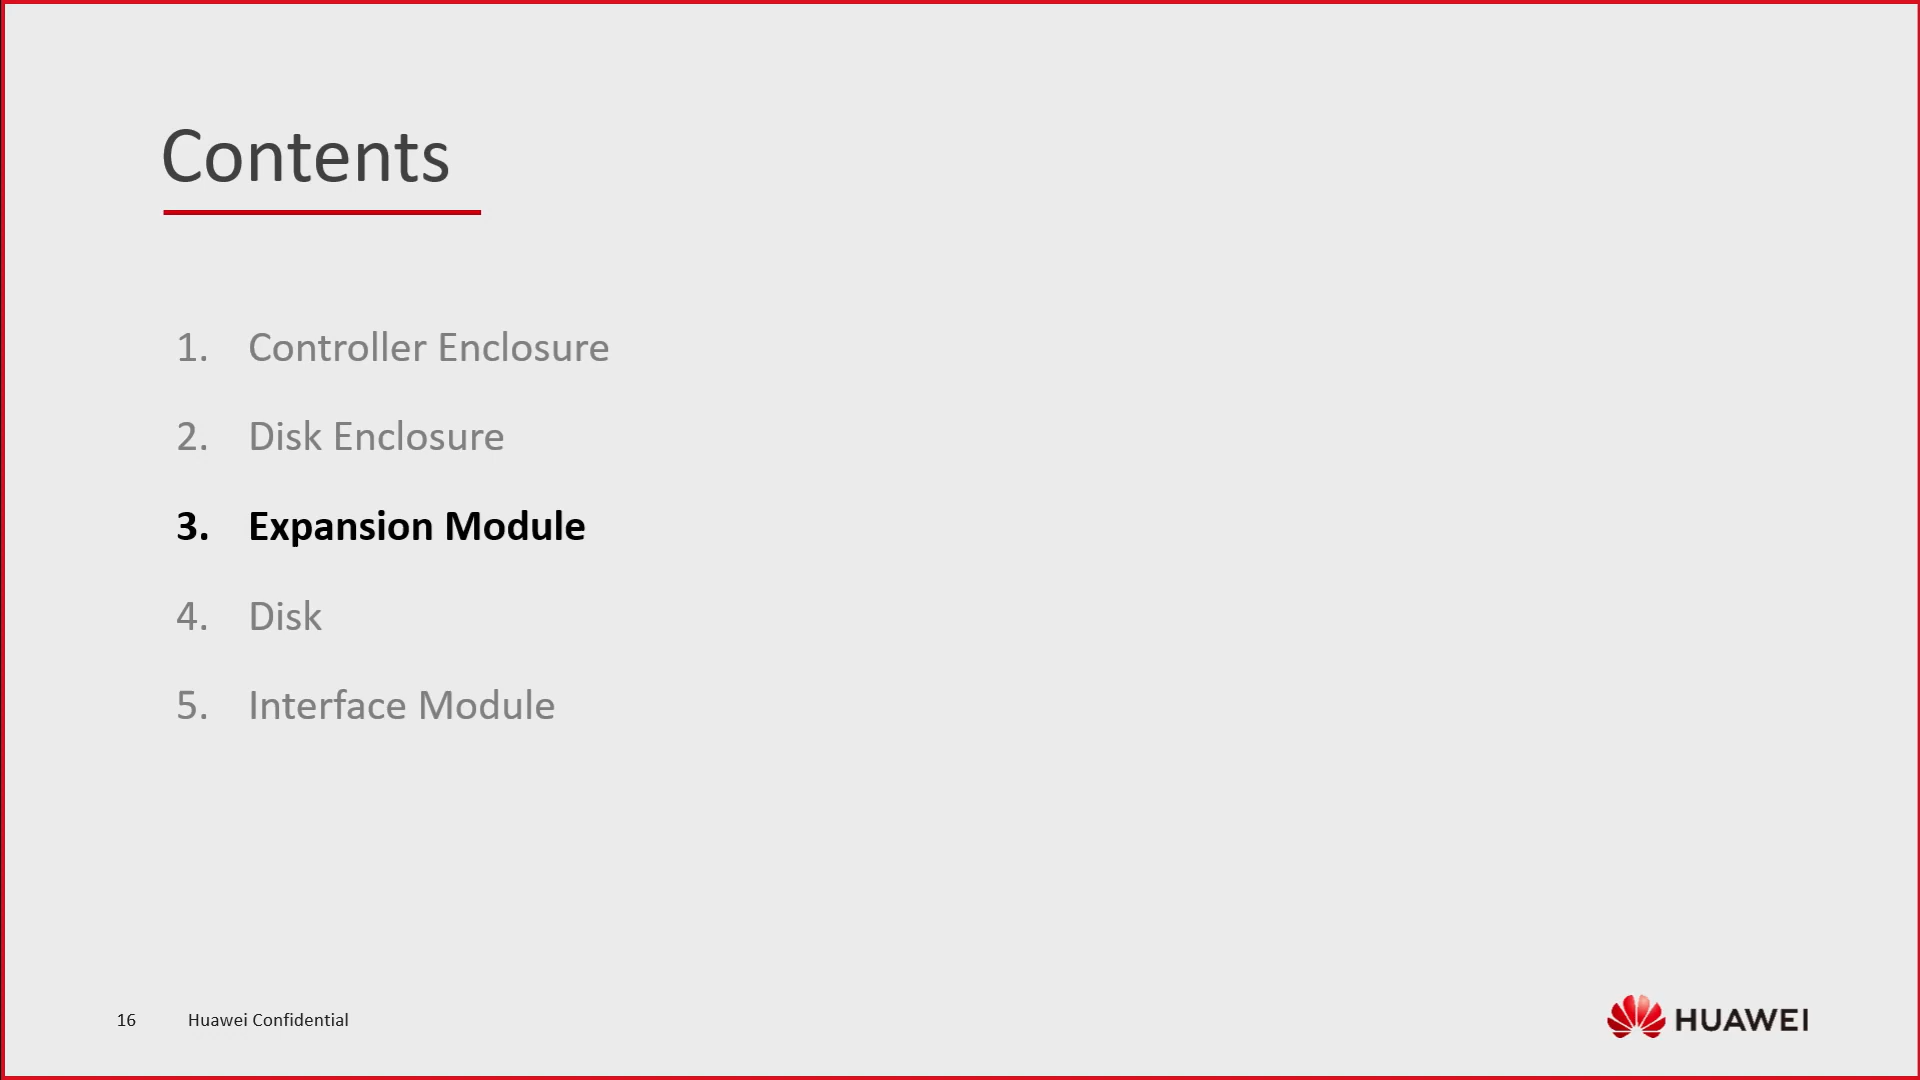 Contents
1. Controller Enclosure
2. Disk Enclosure
3. Expansion Module
4. Disk
5. Interface Module
16 Huawei Confidential
HUAWEI